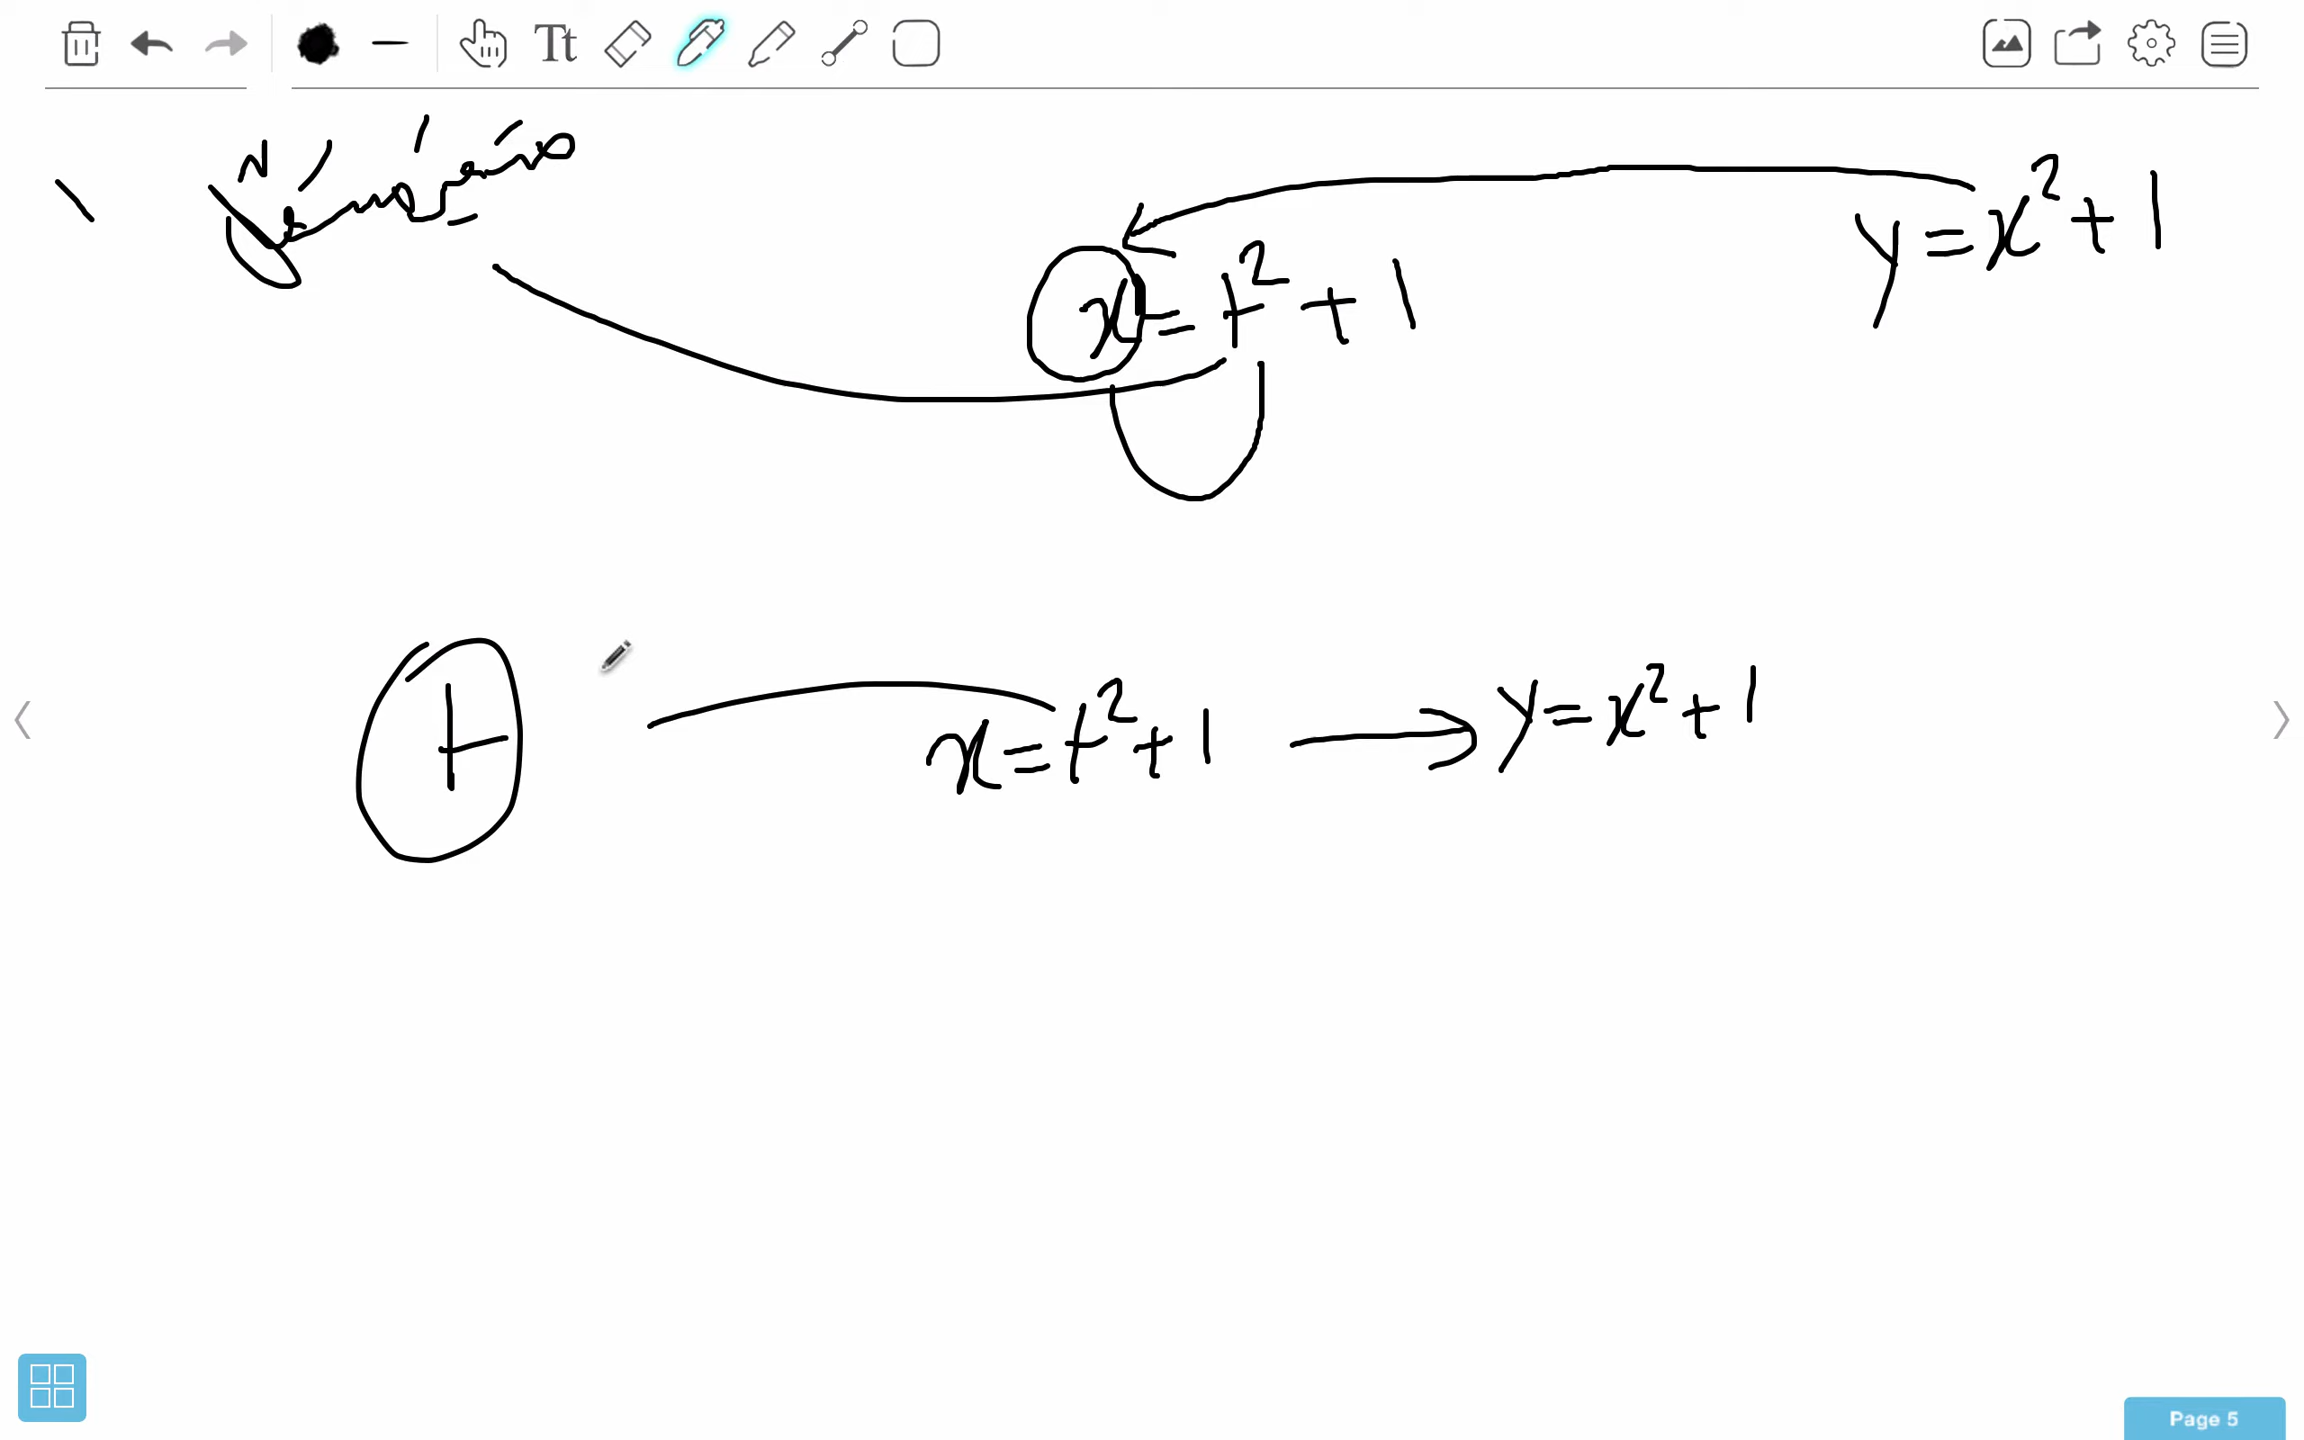 Tt
y = x² + 1
x = t² + 1
t x = t² + 1 → y = x² + 1
Page 5